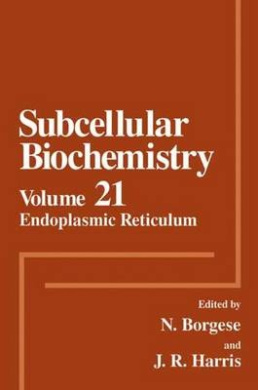 Subcellular
Biochemistry
Volume 21
Endoplasmic Reticulum
Edited by
N. Borgese
and
J. R. Harris